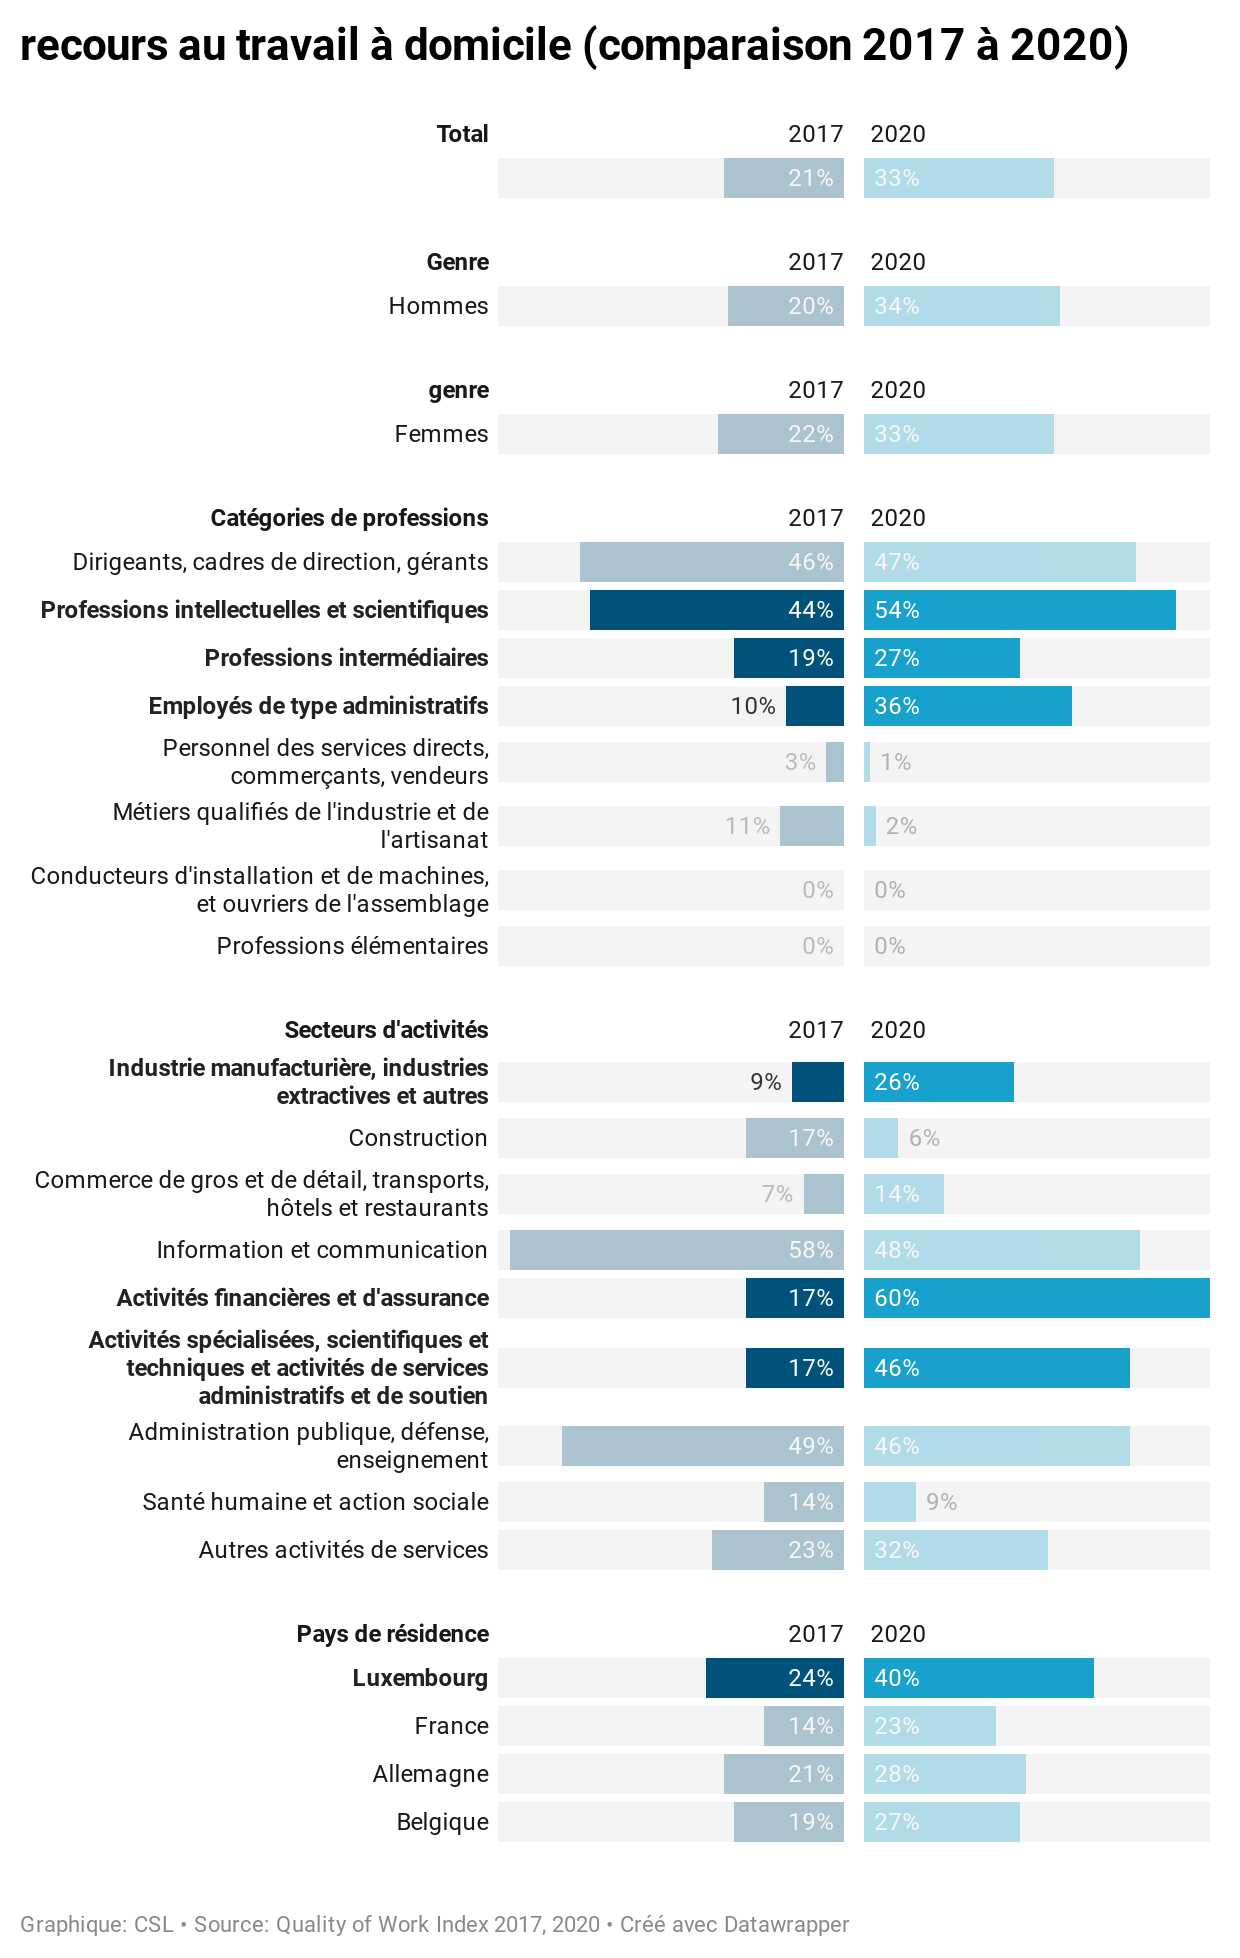 recours au travail à domicile (comparaison 2017 à 2020)
Total 2017 2020
21% 33%
Genre 2017 2020
Hommes 20% 34%
genre 2017 2020
Femmes 22% 33%
Catégories de professions 2017 2020
Dirigeants, cadres de direction, gérants 46% 47%
Professions intellectuelles et scientifiques 44% 54%
Professions intermédiaires 19% 27%
Employés de type administratifs 10% 36%
Personnel des services directs,
commerçants, vendeurs 3% 1%
Métiers qualifiés de l'industrie et de
l'artisanat 11% 2%
Conducteurs d'installation et de machines,
et ouvriers de l'assemblage 0% 0%
Professions élémentaires 0% 0%
Secteurs d'activités 2017 2020
Industrie manufacturière, industries
extractives et autres 9% 26%
Construction 17% 6%
Commerce de gros et de détail, transports,
hôtels et restaurants 7% 14%
Information et communication 58% 48%
Activités financières et d'assurance 17% 60%
Activités spécialisées, scientifiques et
techniques et activités de services 17% 46%
administratifs et de soutien
Administration publique, défense,
enseignement 49% 46%
Santé humaine et action sociale 14% 9%
Autres activités de services 23% 32%
Pays de résidence 2017 2020
Luxembourg 24% 40%
France 14% 23%
Allemagne 21% 28%
Belgique 19% 27%
Graphique: CSL • Source: Quality of Work Index 2017, 2020 • Créé avec Datawrapper